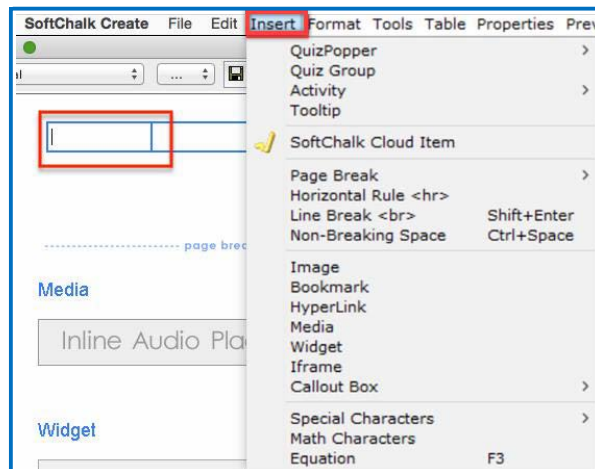 SoftChalk Create File Edit Insert Format Tools Table Properties Prev
al ...
QuizPopper >
Quiz Group
Activity >
Tooltip
SoftChalk Cloud Item
Page Break >
Horizontal Rule <hr>
Line Break <br> Shift+Enter
Non-Breaking Space Ctrl+Space
page brea
Image
Bookmark
Media
HyperLink
Media
Inline Audio Pla
Widget
Iframe
Callout Box >
Special Characters >
Widget
Math Characters
Equation F3